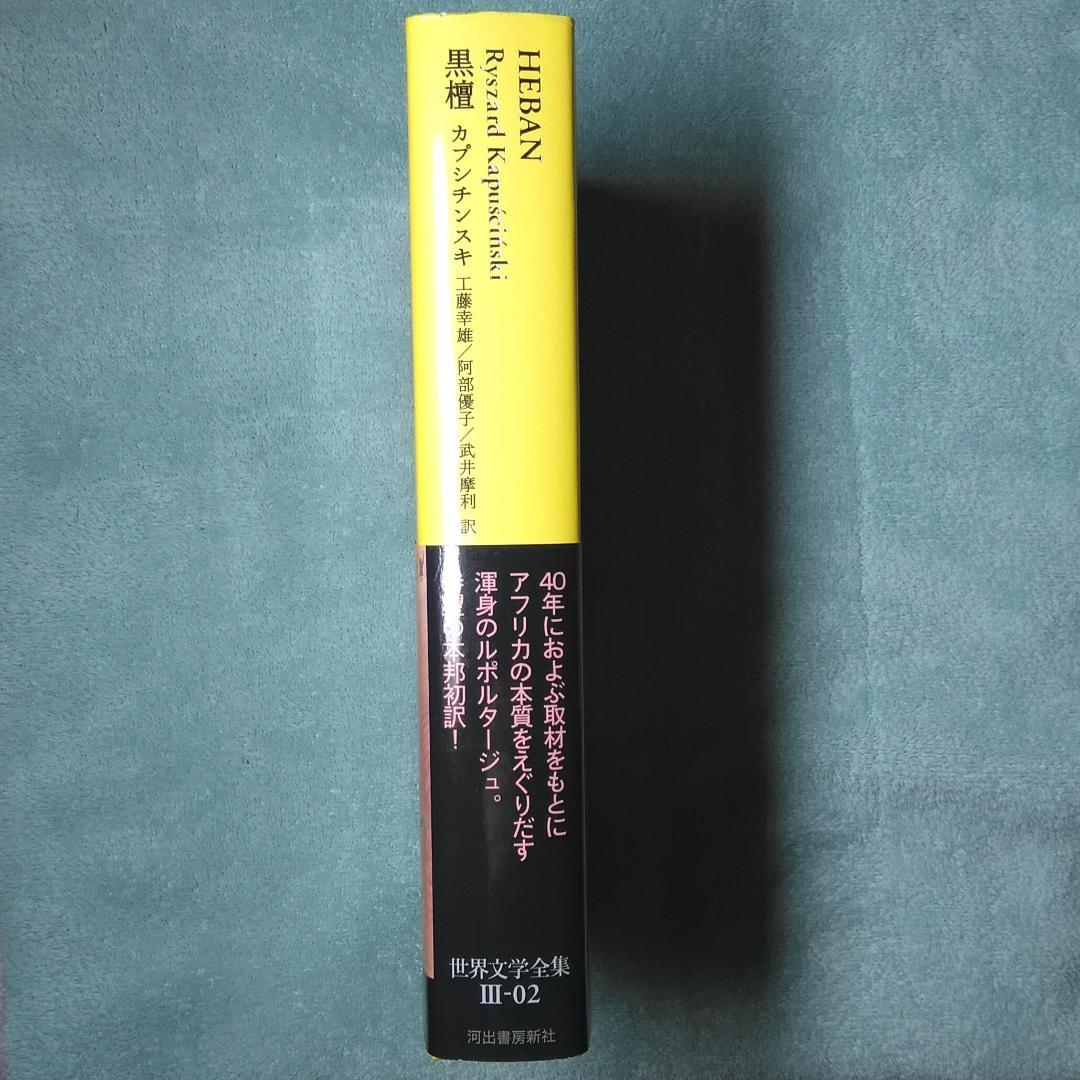 HEBAN
Ryszard Kapuściński
黒檀 カプシチンスキ 工藤幸雄/阿部優子/武井摩利 訳
40年におよぶ取材をもとに
アフリカの本質をえぐりだす
渾身のルポルタージュ。
待望の本邦初訳！
世界文学全集
III-02
河出書房新社